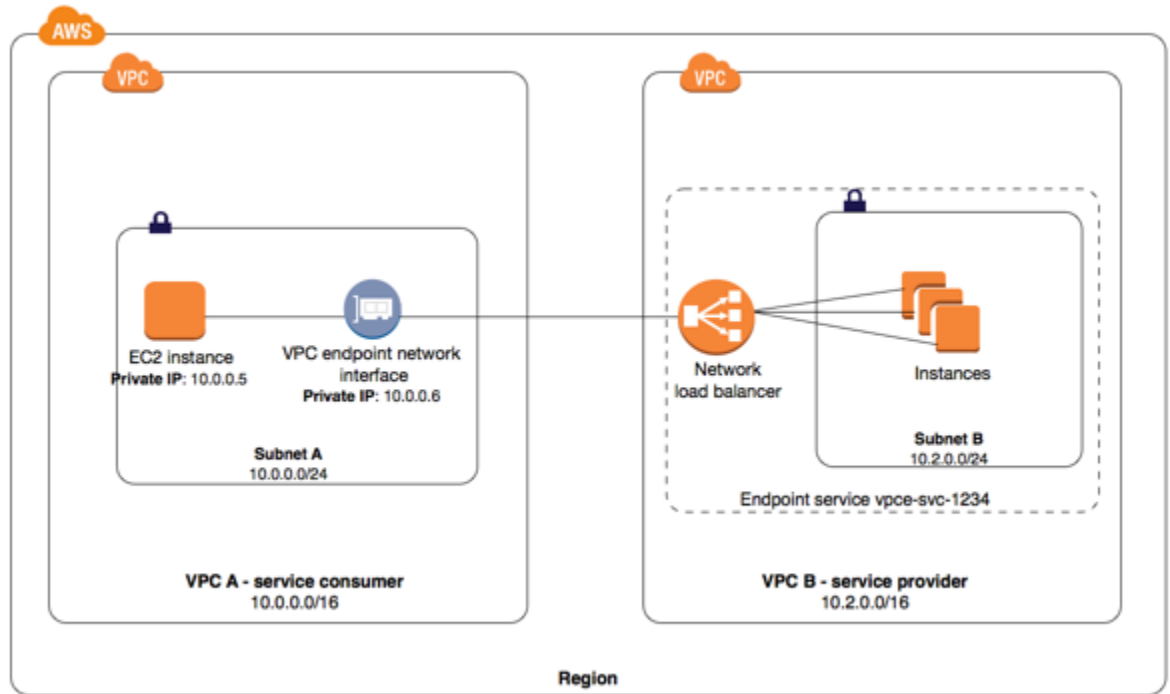 AWS
VPC
VPC
EC2 instance
Private IP: 10.0.0.5
VPC endpoint network
interface
Private IP: 10.0.0.6
Subnet A
10.0.0.0/24
VPC A - service consumer
10.0.0.0/16
Network
load balancer
Instances
Subnet B
10.2.0.0/24
Endpoint service vpce-svc-1234
VPC B - service provider
10.2.0.0/16
Region